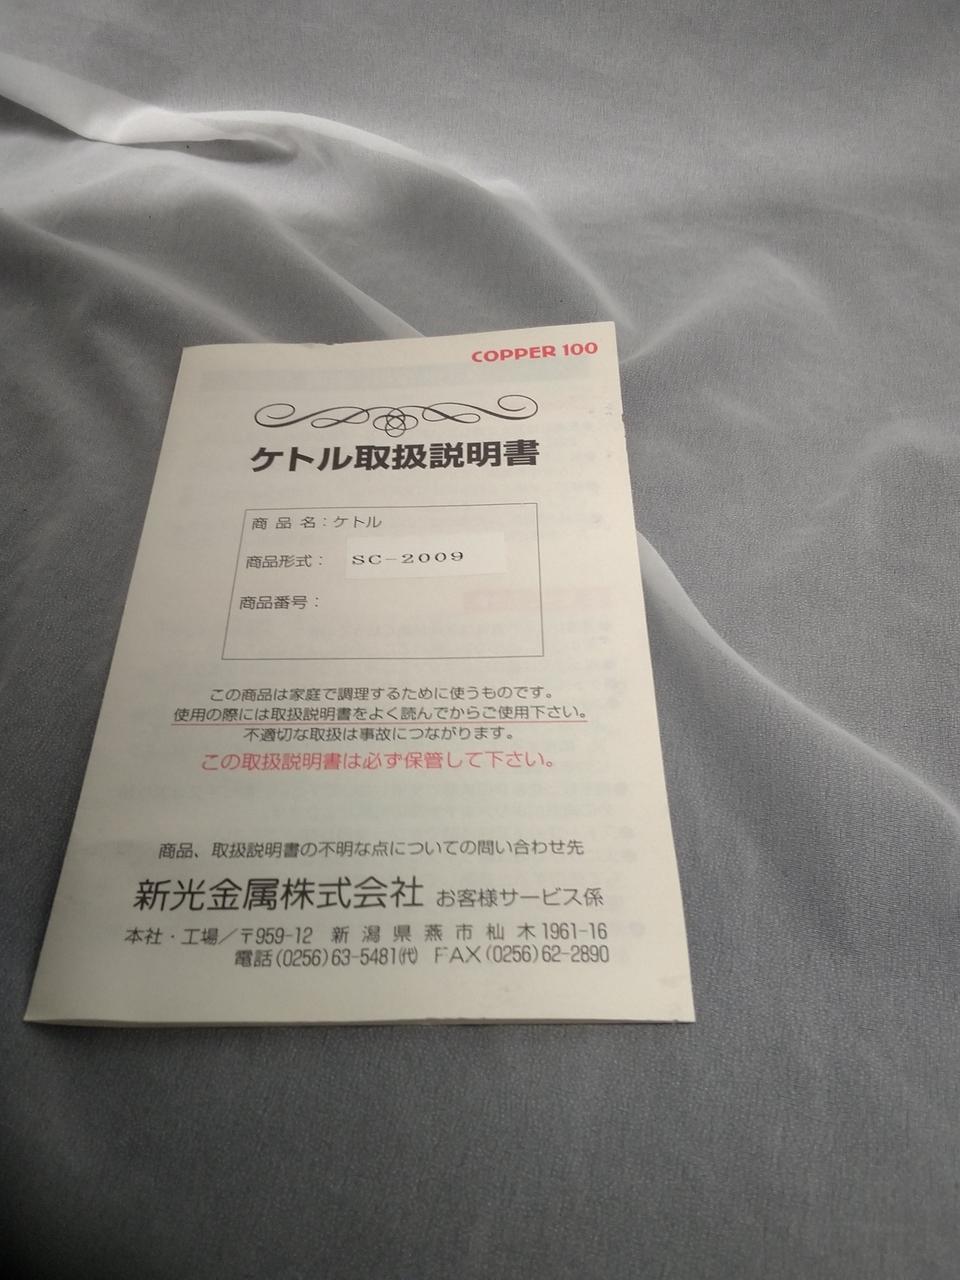 COPPER 100
ケトル取扱説明書
商品名：ケトル
商品形式： SC-2009
商品番号：
この商品は家庭で調理するために使うものです。
使用の際には取扱説明書をよく読んでからご使用下さい。
不適切な取扱は事故につながります。
この取扱説明書は必ず保管して下さい。
商品、取扱説明書の不明な点についての問い合わせ先
新光金属株式会社 お客様サービス係
本社・工場／〒959-12 新潟県燕市杣木1961-16
電話(0256)63-5481㈹ FAX(0256)62-2890